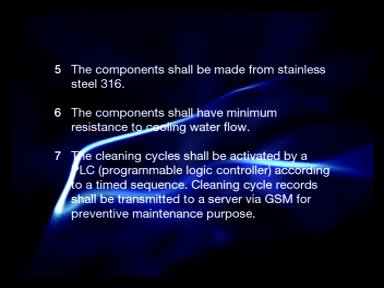 5 The components shall be made from stainless
steel 316.
6 The components shall have minimum
resistance to cooling water flow.
7 The cleaning cycles shall be activated by a
PLC (programmable logic controller) according
to a timed sequence. Cleaning cycle records
shall be transmitted to a server via GSM for
preventive maintenance purpose.